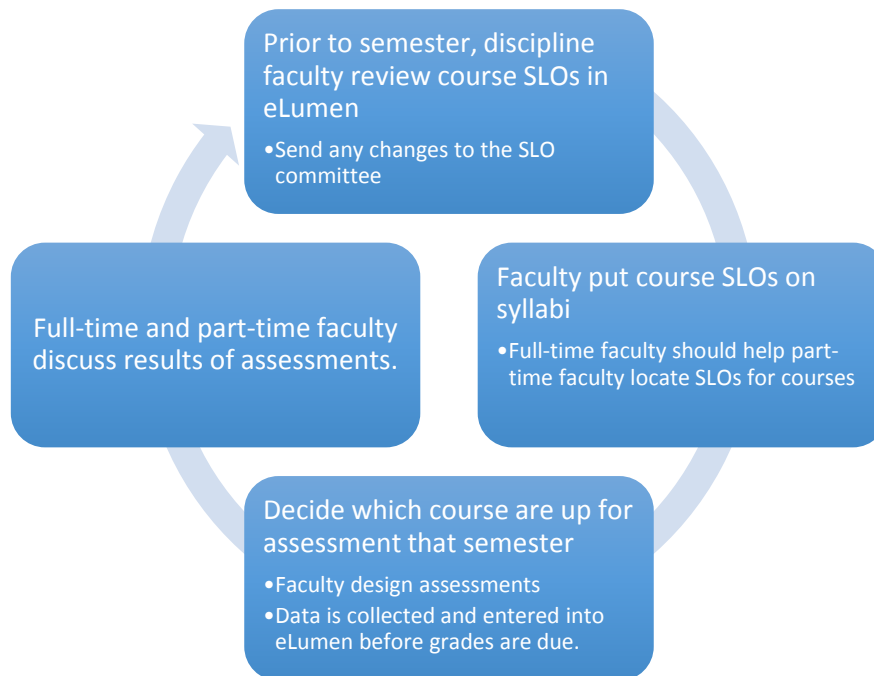 Prior to semester, discipline
faculty review course SLOs in
eLumen
•Send any changes to the SLO
committee
Faculty put course SLOs on
syllabi
•Full-time faculty should help part-
time faculty locate SLOs for courses
Decide which course are up for
assessment that semester
•Faculty design assessments
•Data is collected and entered into
eLumen before grades are due.
Full-time and part-time faculty
discuss results of assessments.